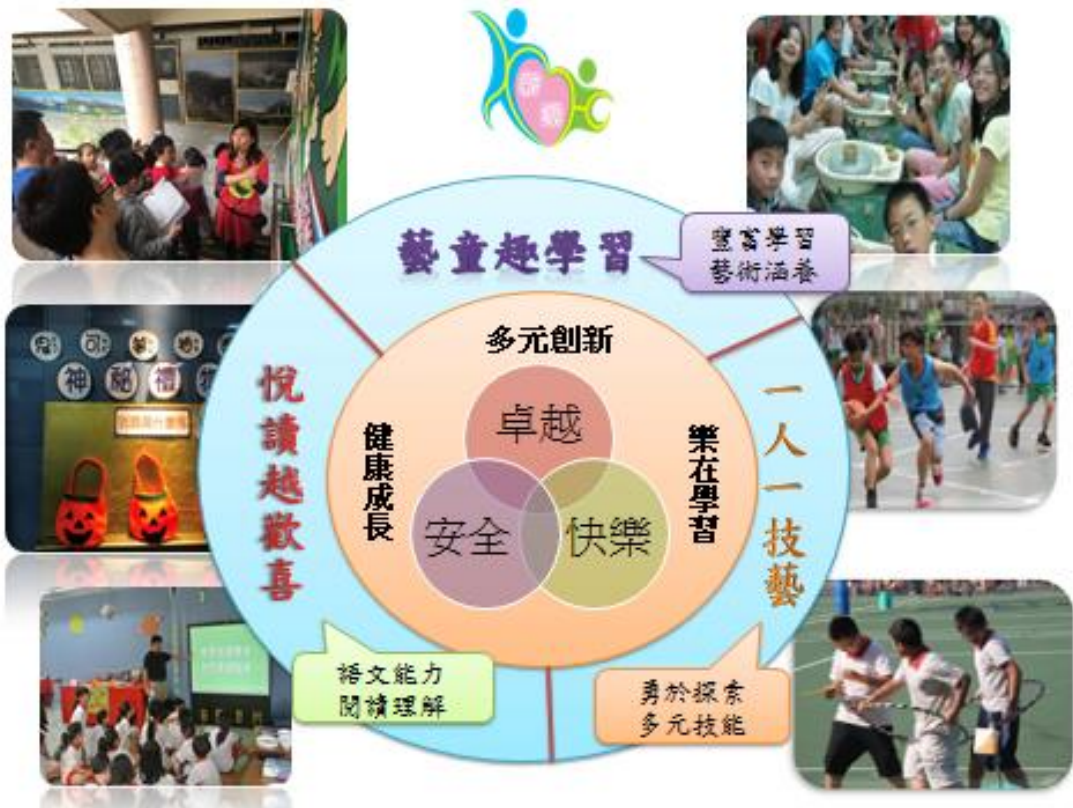 藝童趣學習
豐富學習
藝術涵養
多元創新
卓越
安全
快樂
健康成長
樂在學習
悅讀越歡喜
一人一技藝
語文能力
閱讀理解
勇於探索
多元技能
神祕禮